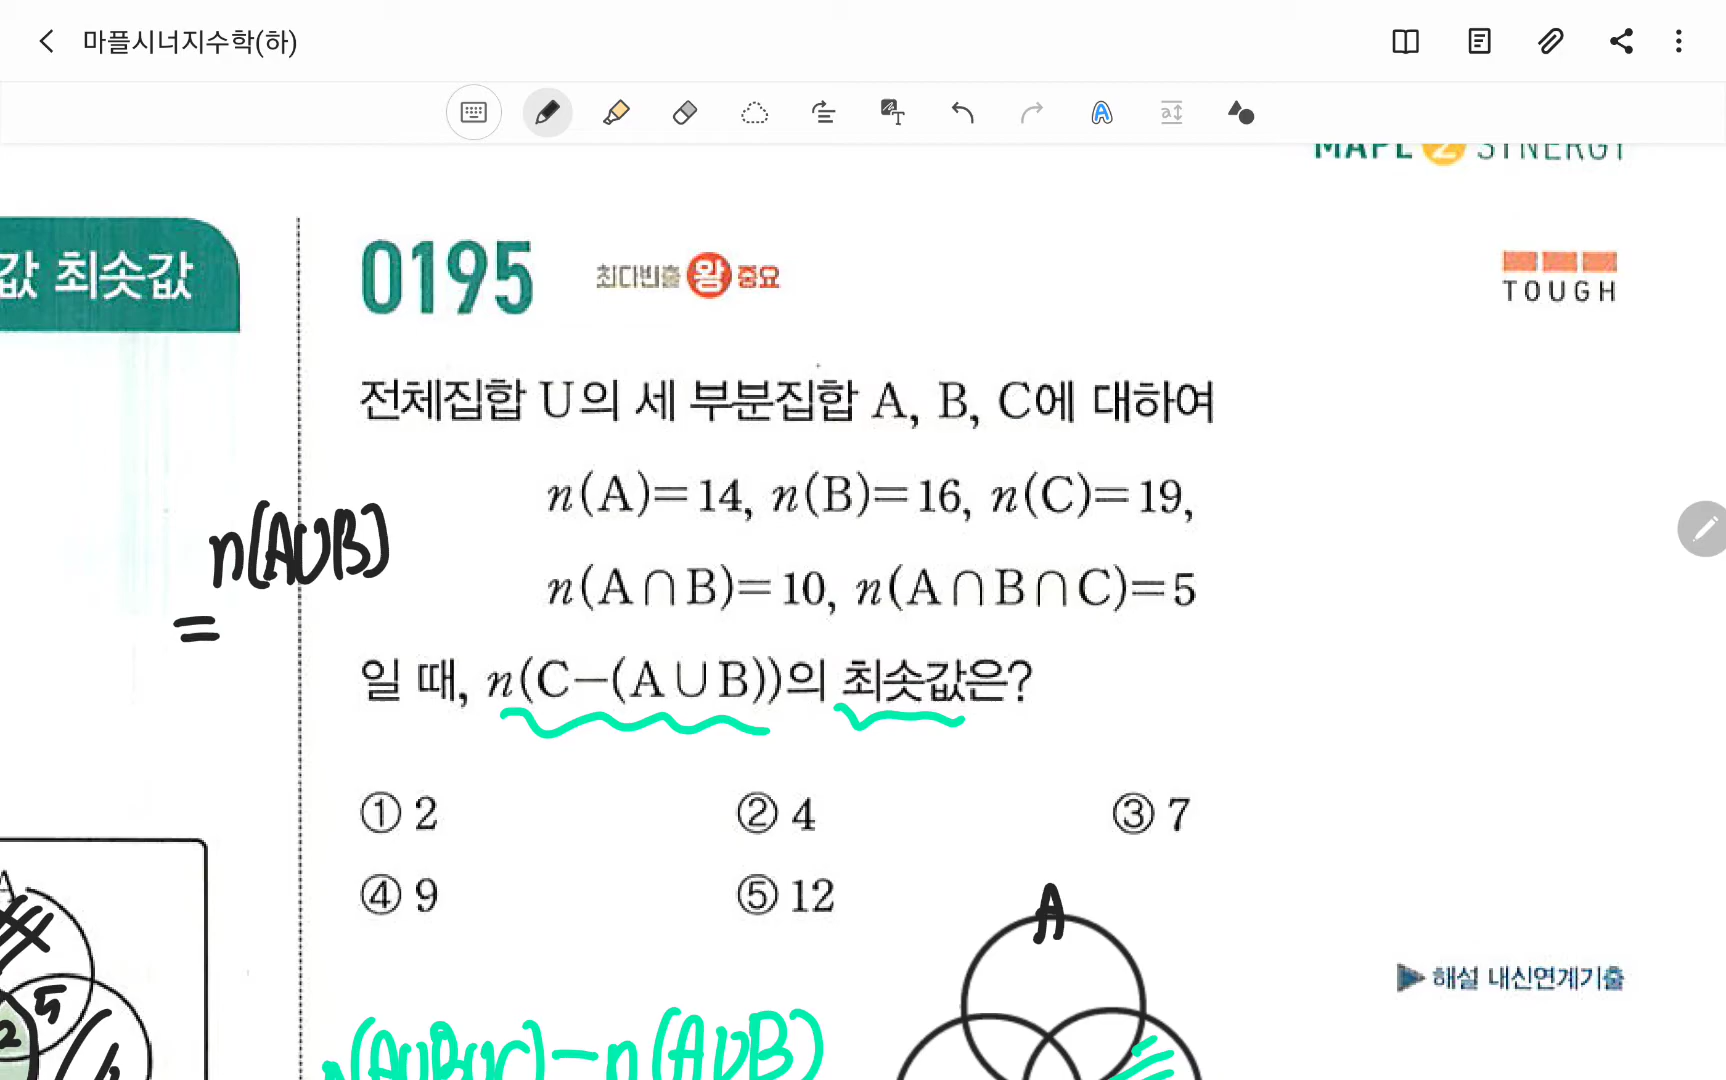 마플시너지수학(하)
MAPL 2 SYNERGY
값 최솟값
0195 최다빈출 왕 중요
TOUGH
전체집합 U의 세 부분집합 A, B, C에 대하여
n(A)=14, n(B)=16, n(C)=19,
n(A∩B)=10, n(A∩B∩C)=5
일 때, n(C-(A∪B))의 최솟값은?
n(A∪B)
=
① 2 ② 4 ③ 7
④ 9 ⑤ 12
A
A
5
2
해설 내신연계기출
n(A∪B∪C)-n(A∪B)